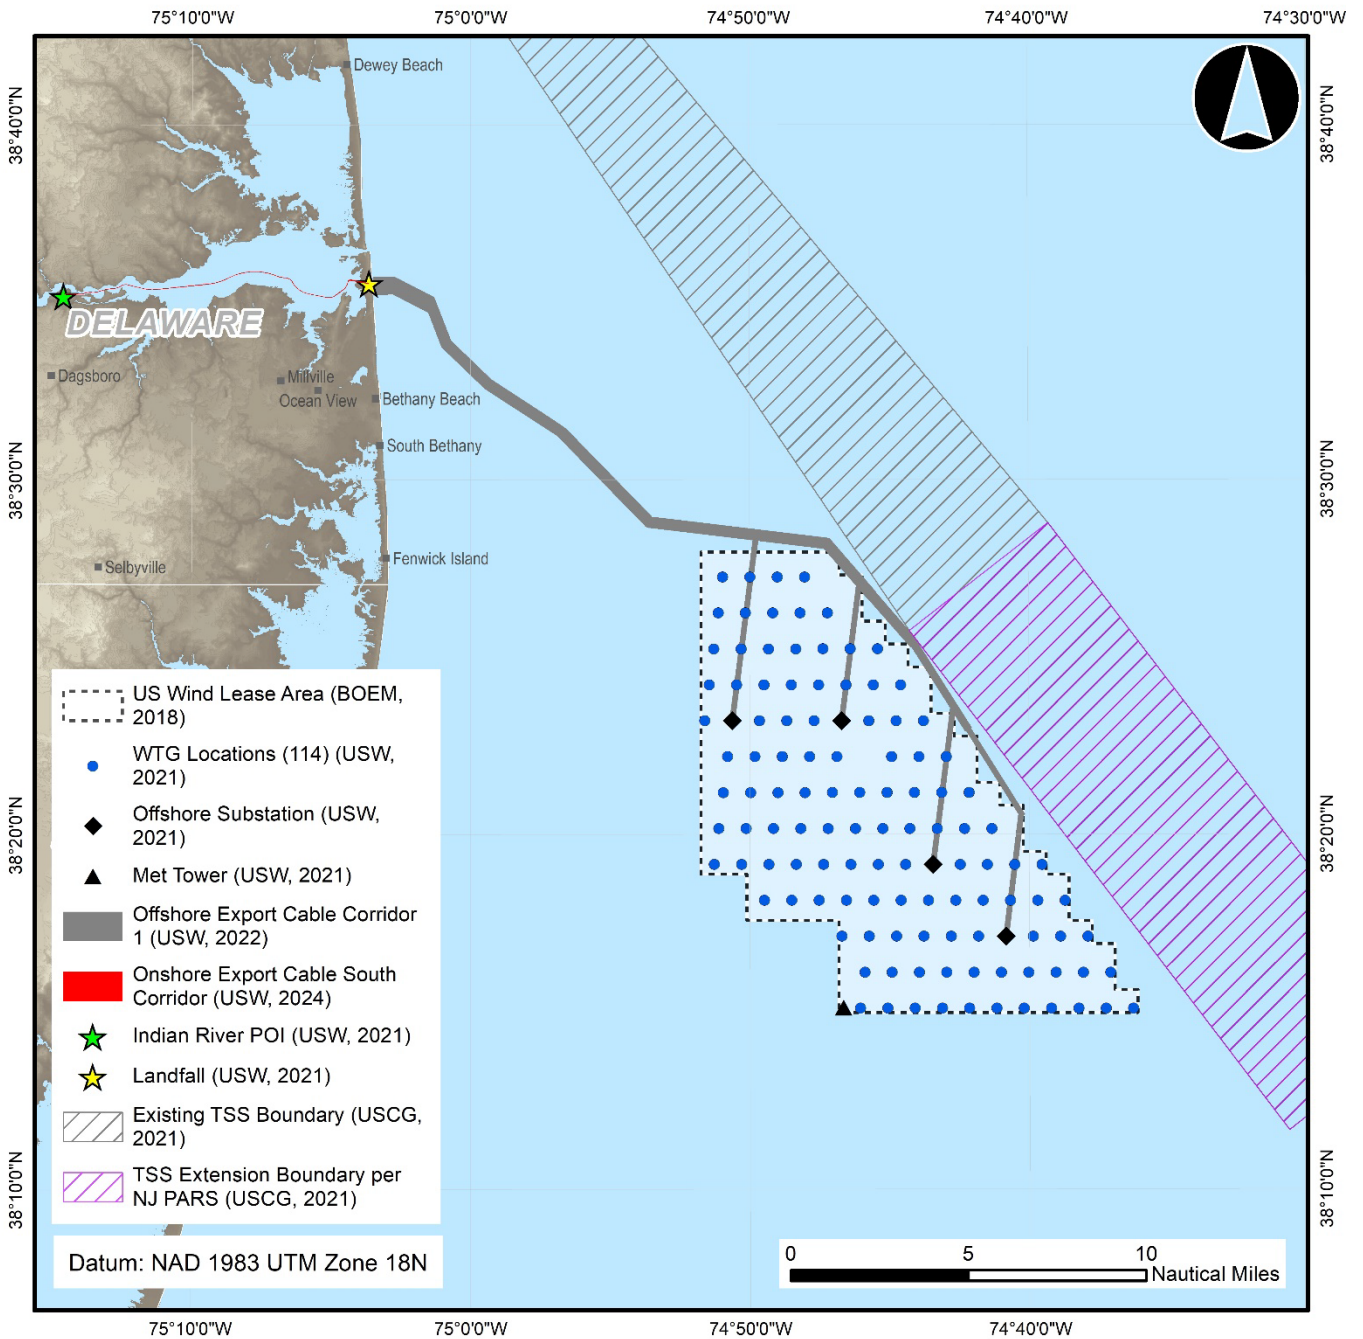 75°10'0"W
75°0'0"W
74°50'0"W
74°40'0"W
74°30'0"W
38°40'0"N
38°40'0"N
Dewey Beach
DELAWARE
Dagsboro
Millville
Ocean View
Bethany Beach
South Bethany
38°30'0"N
38°30'0"N
Fenwick Island
Selbyville
US Wind Lease Area (BOEM,
2018)
WTG Locations (114) (USW,
2021)
Offshore Substation (USW,
2021)
Met Tower (USW, 2021)
Offshore Export Cable Corridor
1 (USW, 2022)
Onshore Export Cable South
Corridor (USW, 2024)
Indian River POI (USW, 2021)
Landfall (USW, 2021)
Existing TSS Boundary (USCG,
2021)
TSS Extension Boundary per
NJ PARS (USCG, 2021)
38°20'0"N
38°20'0"N
38°10'0"N
38°10'0"N
Datum: NAD 1983 UTM Zone 18N
0
5
10
Nautical Miles
75°10'0"W
75°0'0"W
74°50'0"W
74°40'0"W